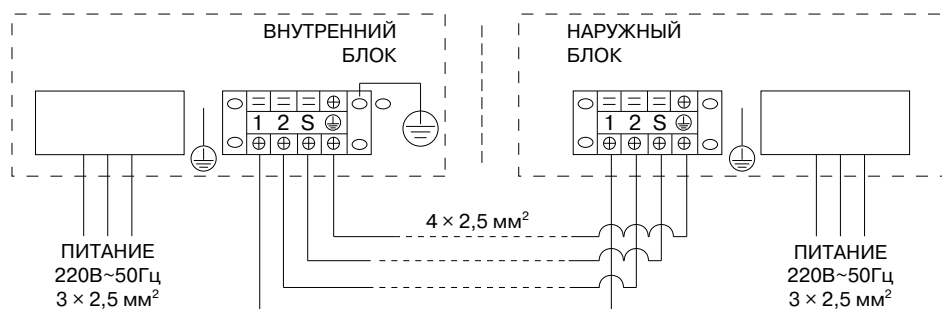 ВНУТРЕННИЙ
БЛОК
НАРУЖНЫЙ
БЛОК
1 2 S
1 2 S
4 × 2,5 мм²
ПИТАНИЕ
220В~50Гц
3 × 2,5 мм²
ПИТАНИЕ
220В~50Гц
3 × 2,5 мм²